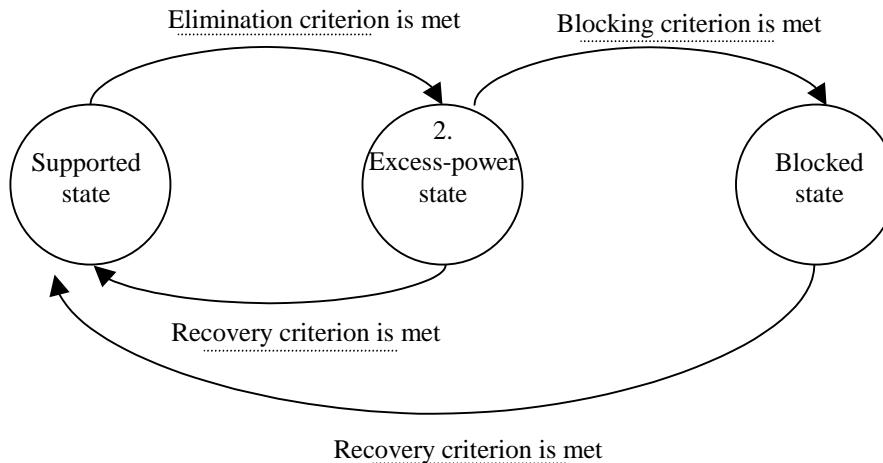 Elimination criterion is met
Blocking criterion is met
Supported
state
2.
Excess-power
state
Blocked
state
Recovery criterion is met
Recovery criterion is met